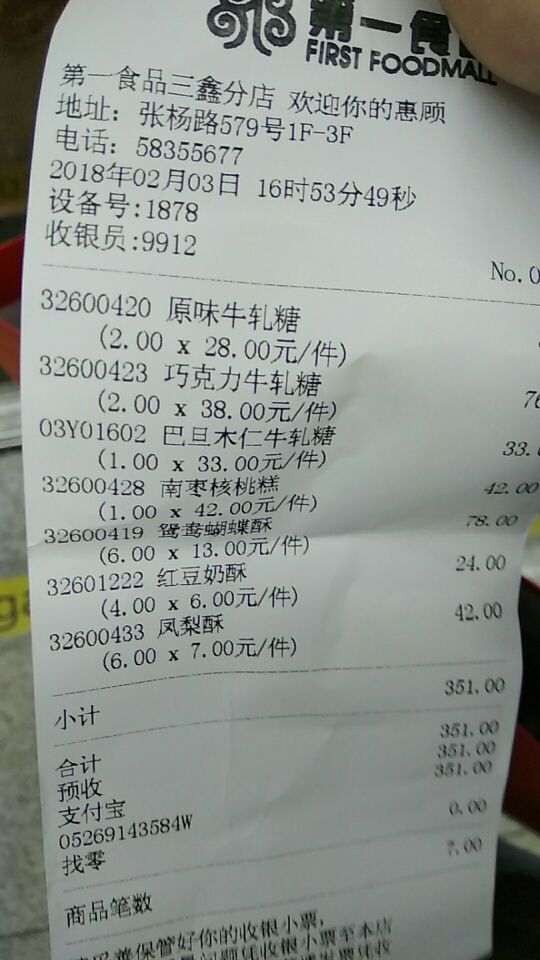 第一食
FIRST FOODMALL
第一食品三鑫分店 欢迎你的惠顾
地址: 张杨路579号1F-3F
电话: 58355677
2018年02月03日 16时53分49秒
设备号:1878
收银员:9912
No.0
32600420 原味牛轧糖
(2.00 x 28.00元/件)
32600423 巧克力牛轧糖
(2.00 x 38.00元/件) 76
03Y01602 巴旦木仁牛轧糖
(1.00 x 33.00元/件) 33.
32600428 南枣核桃糕
(1.00 x 42.00元/件) 42.00
32600419 鸳鸯蝴蝶酥
(6.00 x 13.00元/件) 78.00
32601222 红豆奶酥
(4.00 x 6.00元/件) 24.00
32600433 凤梨酥
(6.00 x 7.00元/件) 42.00
小计 351.00
合计 351.00
预收 351.00
支付宝 351.00
05269143584W
找零 0.00
商品笔数 7.00
善保管好你的收银小票,
凭收银小票至本店